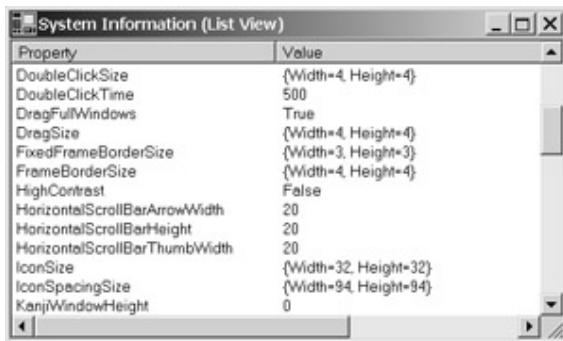 System Information (List View)
Property Value
DoubleClickSize {Width=4, Height=4}
DoubleClickTime 500
DragFullWindows True
DragSize {Width=4, Height=4}
FixedFrameBorderSize {Width=3, Height=3}
FrameBorderSize {Width=4, Height=4}
HighContrast False
HorizontalScrollBarArrowWidth 20
HorizontalScrollBarHeight 20
HorizontalScrollBarThumbWidth 20
IconSize {Width=32, Height=32}
IconSpacingSize {Width=94, Height=94}
KanjiWindowHeight 0